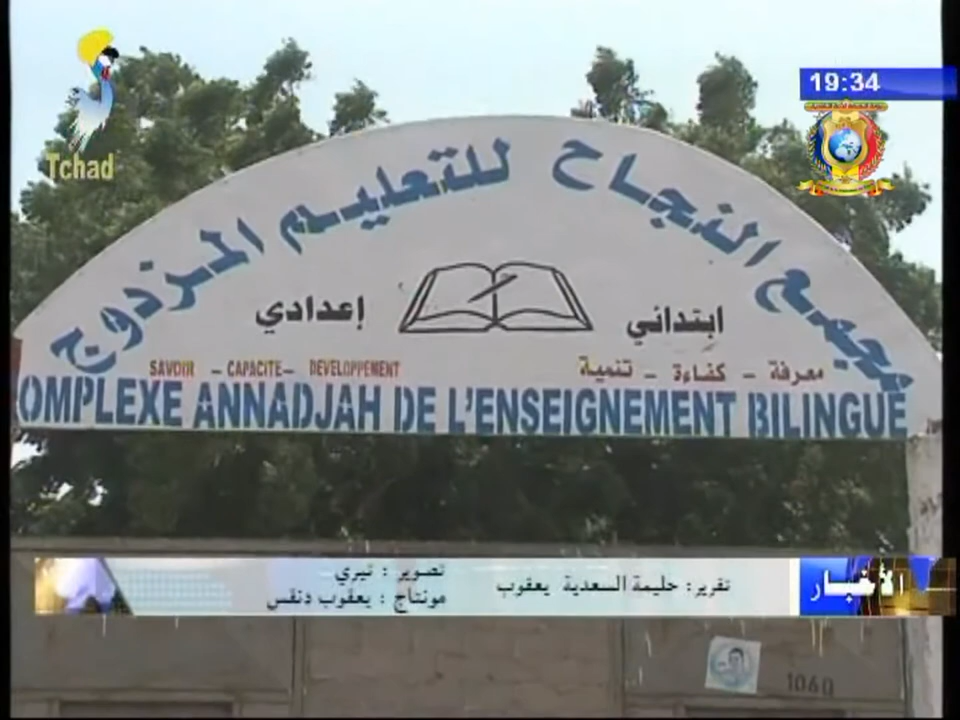 19:34
Tchad
مجمع النجاح للتعليم المزدوج
ابتدائي
إعدادي
معرفة - كفاءة - تنمية
SAVOIR - CAPACITE - DEVELOPPEMENT
OMPLEXE ANNADJAH DE L'ENSEIGNEMENT BILINGUE
الأخبار
تقرير: حليمة السعدية يعقوب
تصوير : تيري
مونتاج : يعقوب دنقس
1060